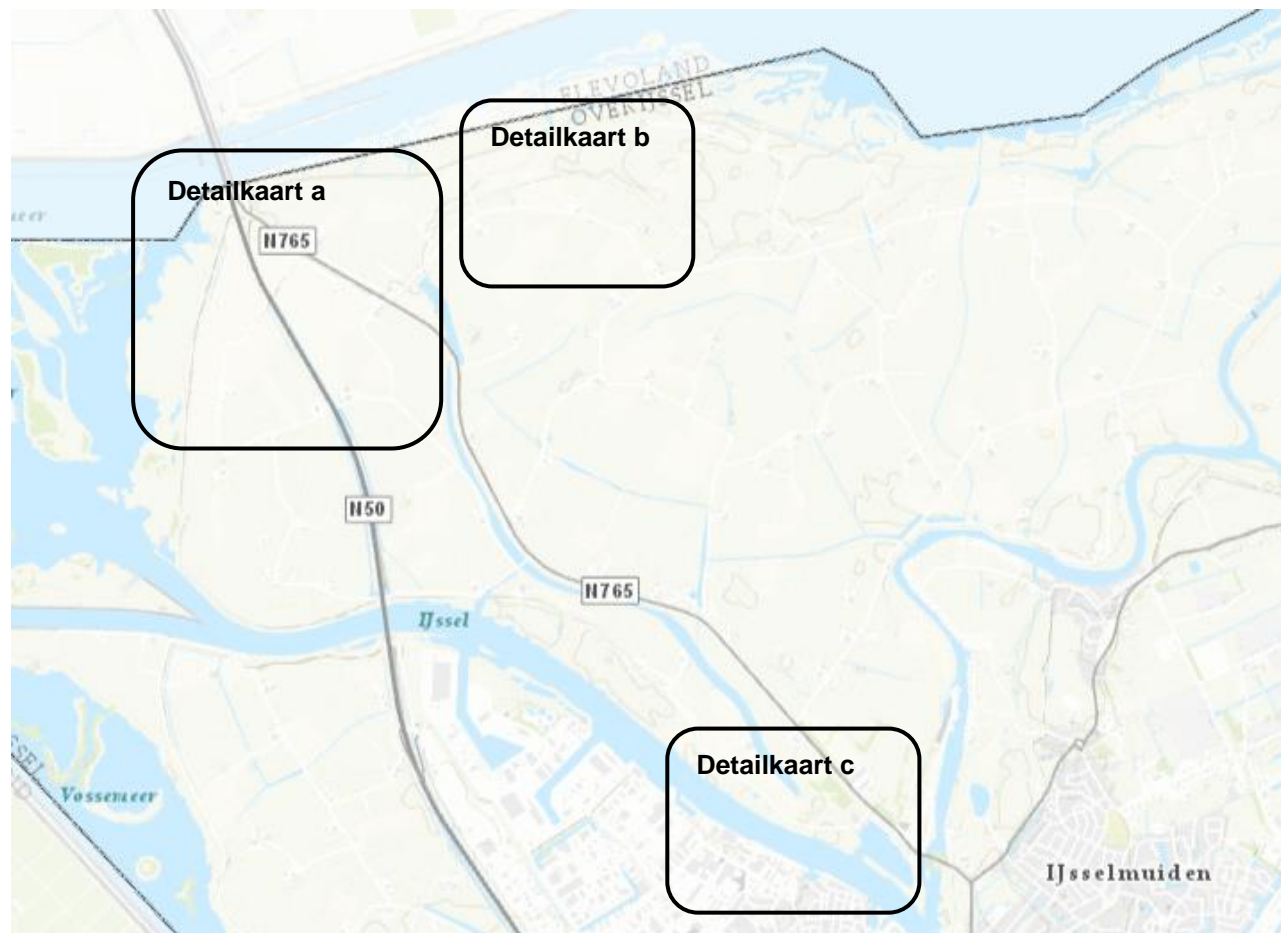 FLEVOLAND
OVERIJSSEL
Detailkaart b
Detailkaart a
N765
N50
N765
IJssel
Detailkaart c
Vossemeer
IJsselmuiden